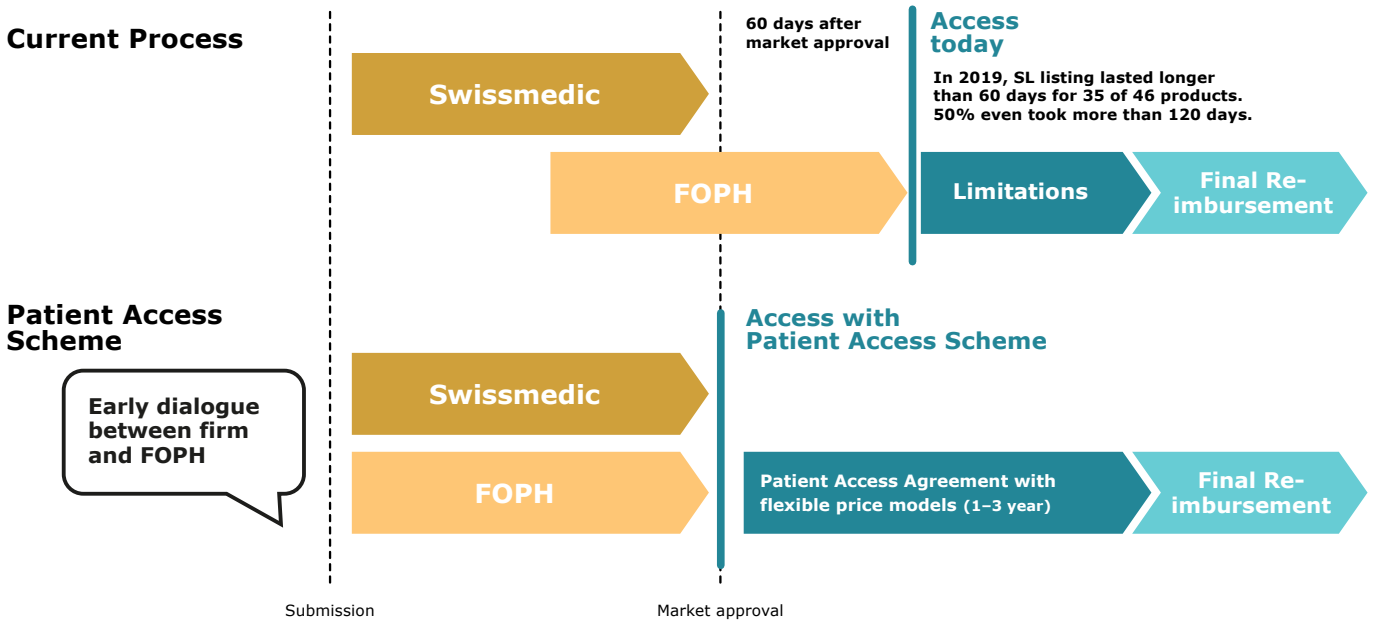 Current Process
60 days after
market approval
Access
today
In 2019, SL listing lasted longer
than 60 days for 35 of 46 products.
50% even took more than 120 days.
Swissmedic
FOPH
Limitations
Final Re-
imbursement
Patient Access
Scheme
Access with
Patient Access Scheme
Early dialogue
between firm
and FOPH
Swissmedic
FOPH
Patient Access Agreement with
flexible price models (1–3 year)
Final Re-
imbursement
Submission
Market approval